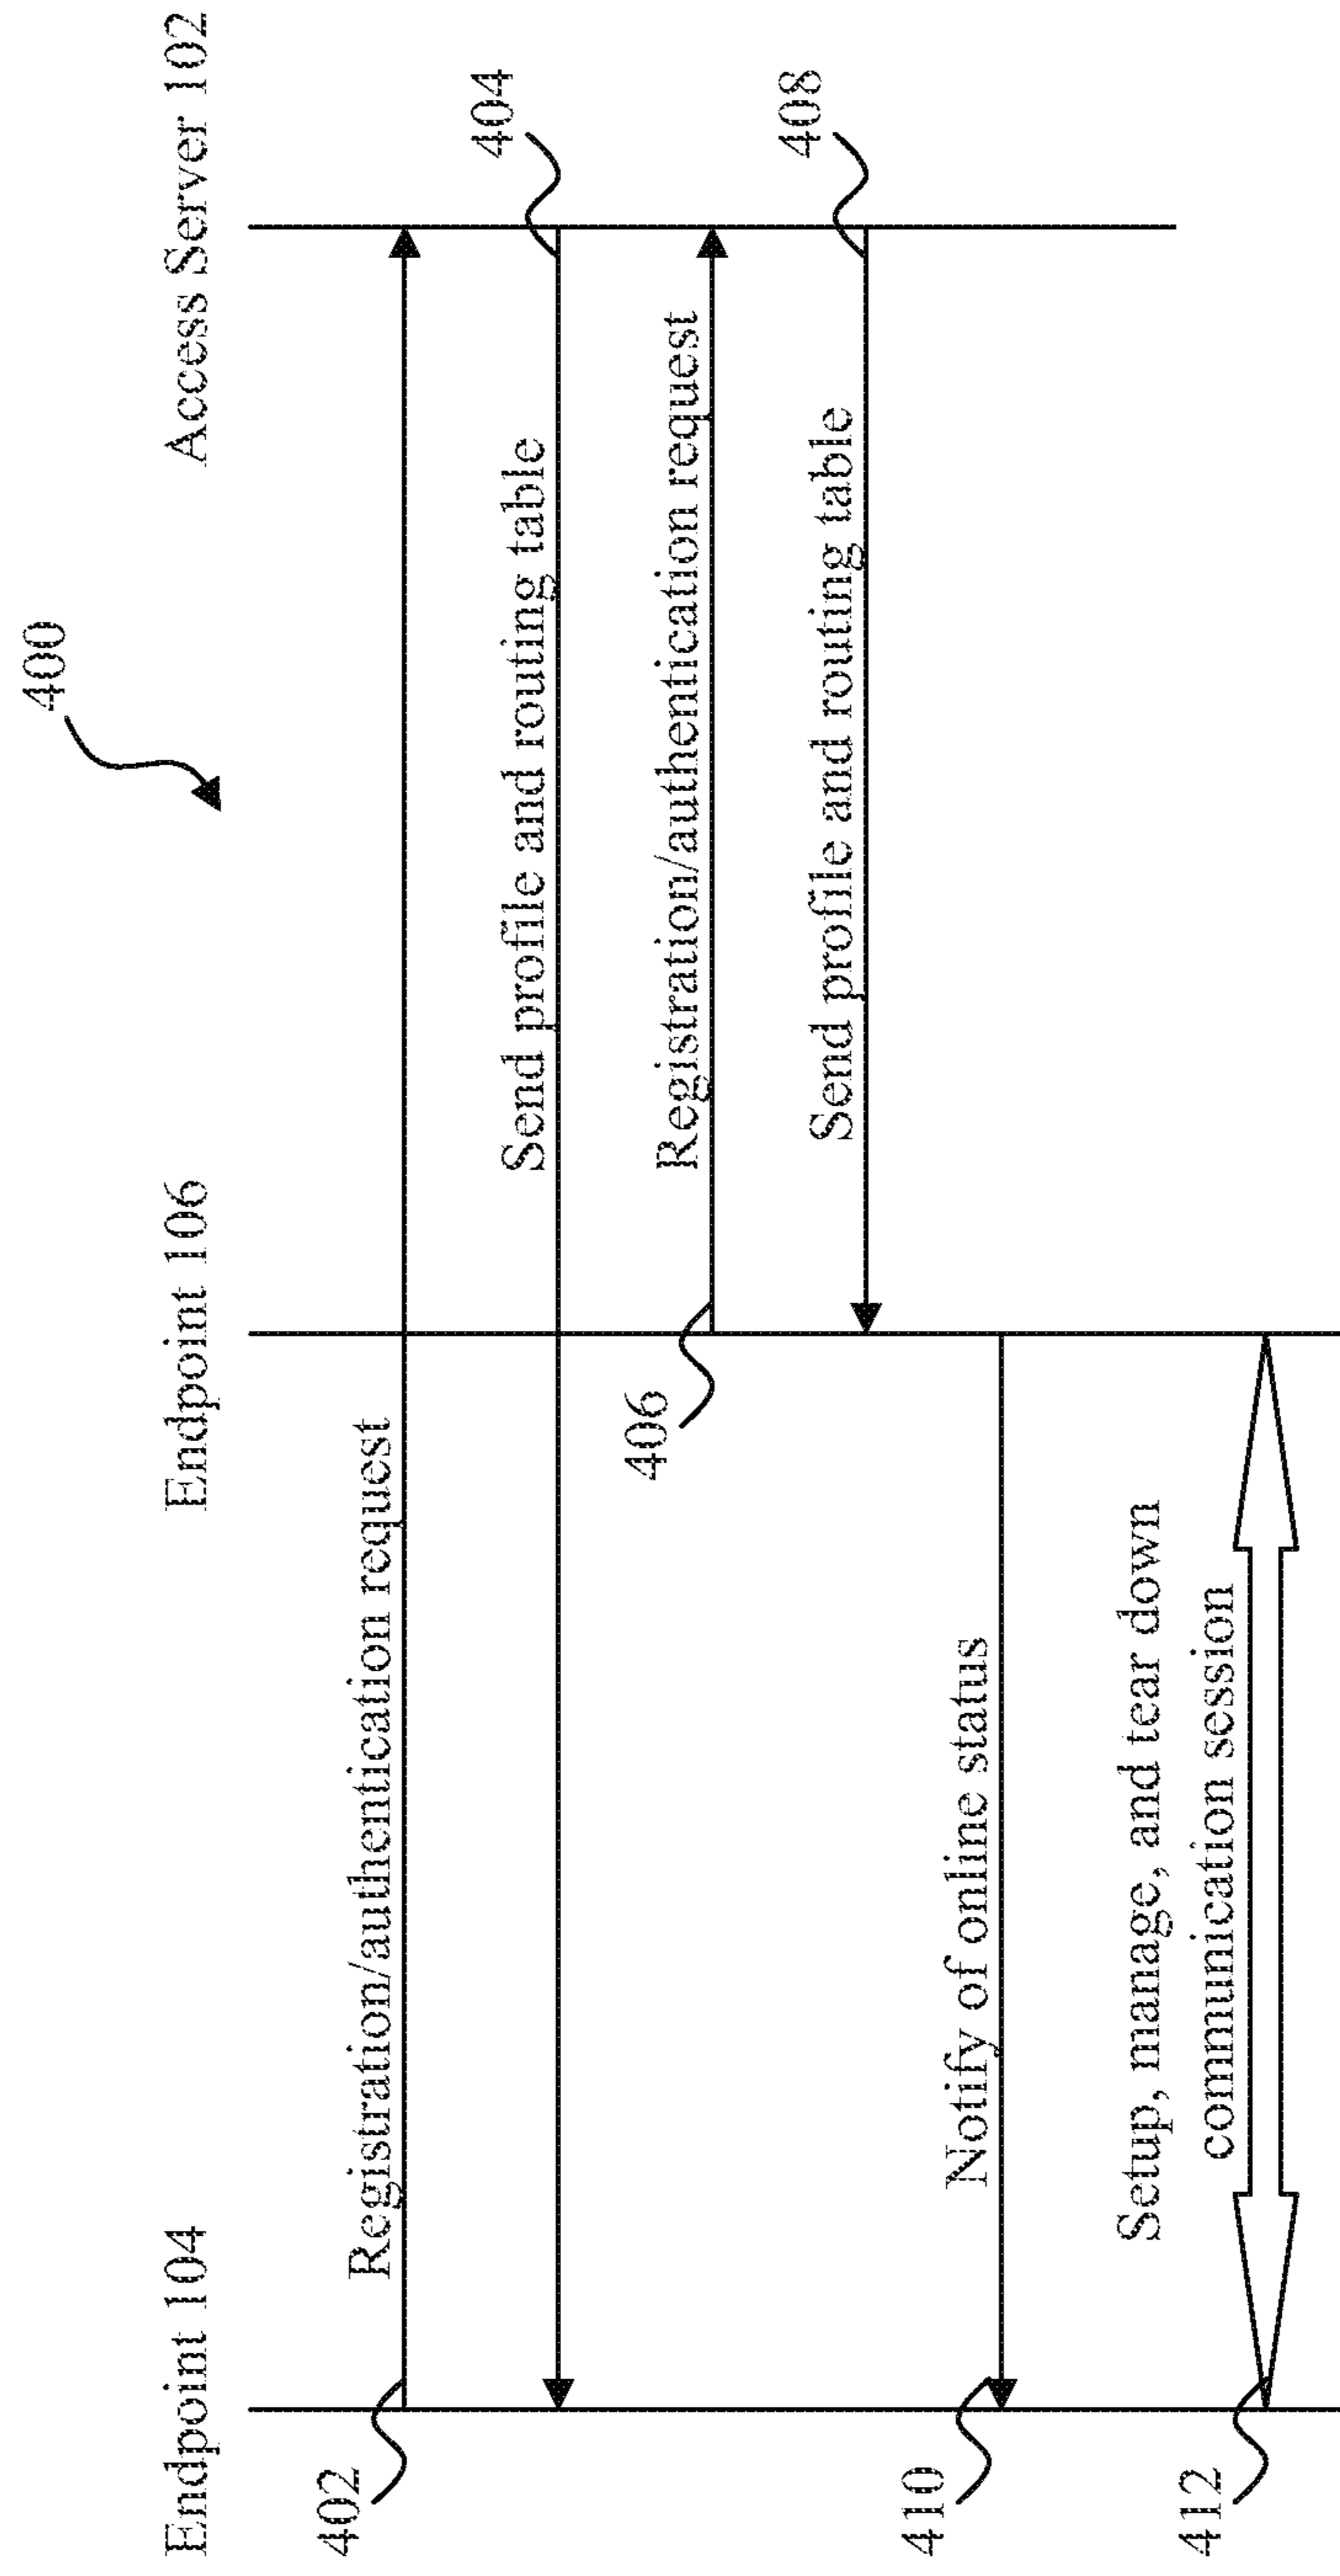 400
Endpoint 104
Endpoint 106
Access Server 102
402
Registration/authentication request
404
Send profile and routing table
406
Registration/authentication request
408
Send profile and routing table
410
Notify of online status
412
Setup, manage, and tear down
communication session